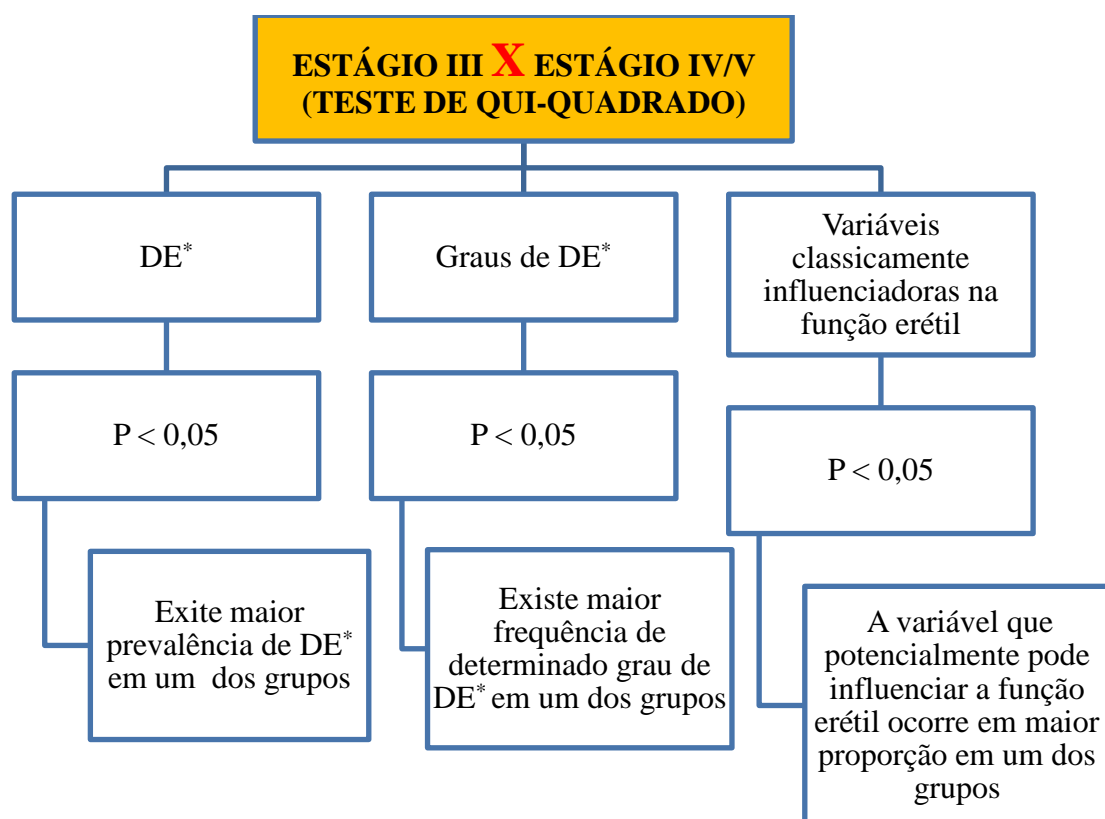 ESTÁGIO III X ESTÁGIO IV/V
(TESTE DE QUI-QUADRADO)
DE*
Graus de DE*
Variáveis
classicamente
influenciadoras na
função erétil
P < 0,05
P < 0,05
P < 0,05
Exite maior
prevalência de DE*
em um dos grupos
Existe maior
frequência de
determinado grau de
DE* em um dos grupos
A variável que
potencialmente pode
influenciar a função
erétil ocorre em maior
proporção em um dos
grupos